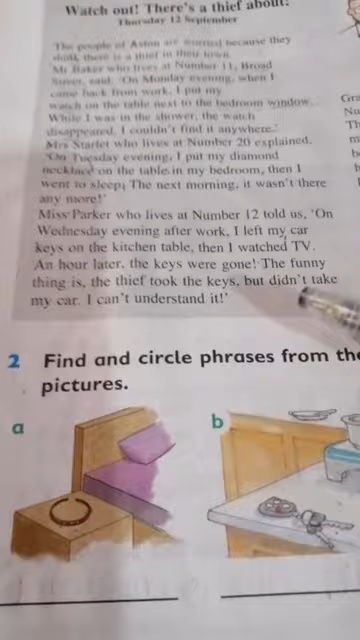 Watch out! There's a thief about!
Thursday 12 September
The people of Aston are worried because they
think there is a thief in their town.
Mr Baker who lives at Number 11, Broad
Street, said, 'On Monday evening, when I
came back from work, I put my
watch on the table next to the bedroom window.
While I was in the shower, the watch
disappeared. I couldn't find it anywhere.'
Mrs Starlet who lives at Number 20 explained,
'On Tuesday evening, I put my diamond
necklace on the table in my bedroom, then I
went to sleep. The next morning, it wasn't there
any more!'
Miss Parker who lives at Number 12 told us, 'On
Wednesday evening after work, I left my car
keys on the kitchen table, then I watched TV.
An hour later, the keys were gone! The funny
thing is, the thief took the keys, but didn't take
my car. I can't understand it!'
2 Find and circle phrases from the
pictures.
a
b